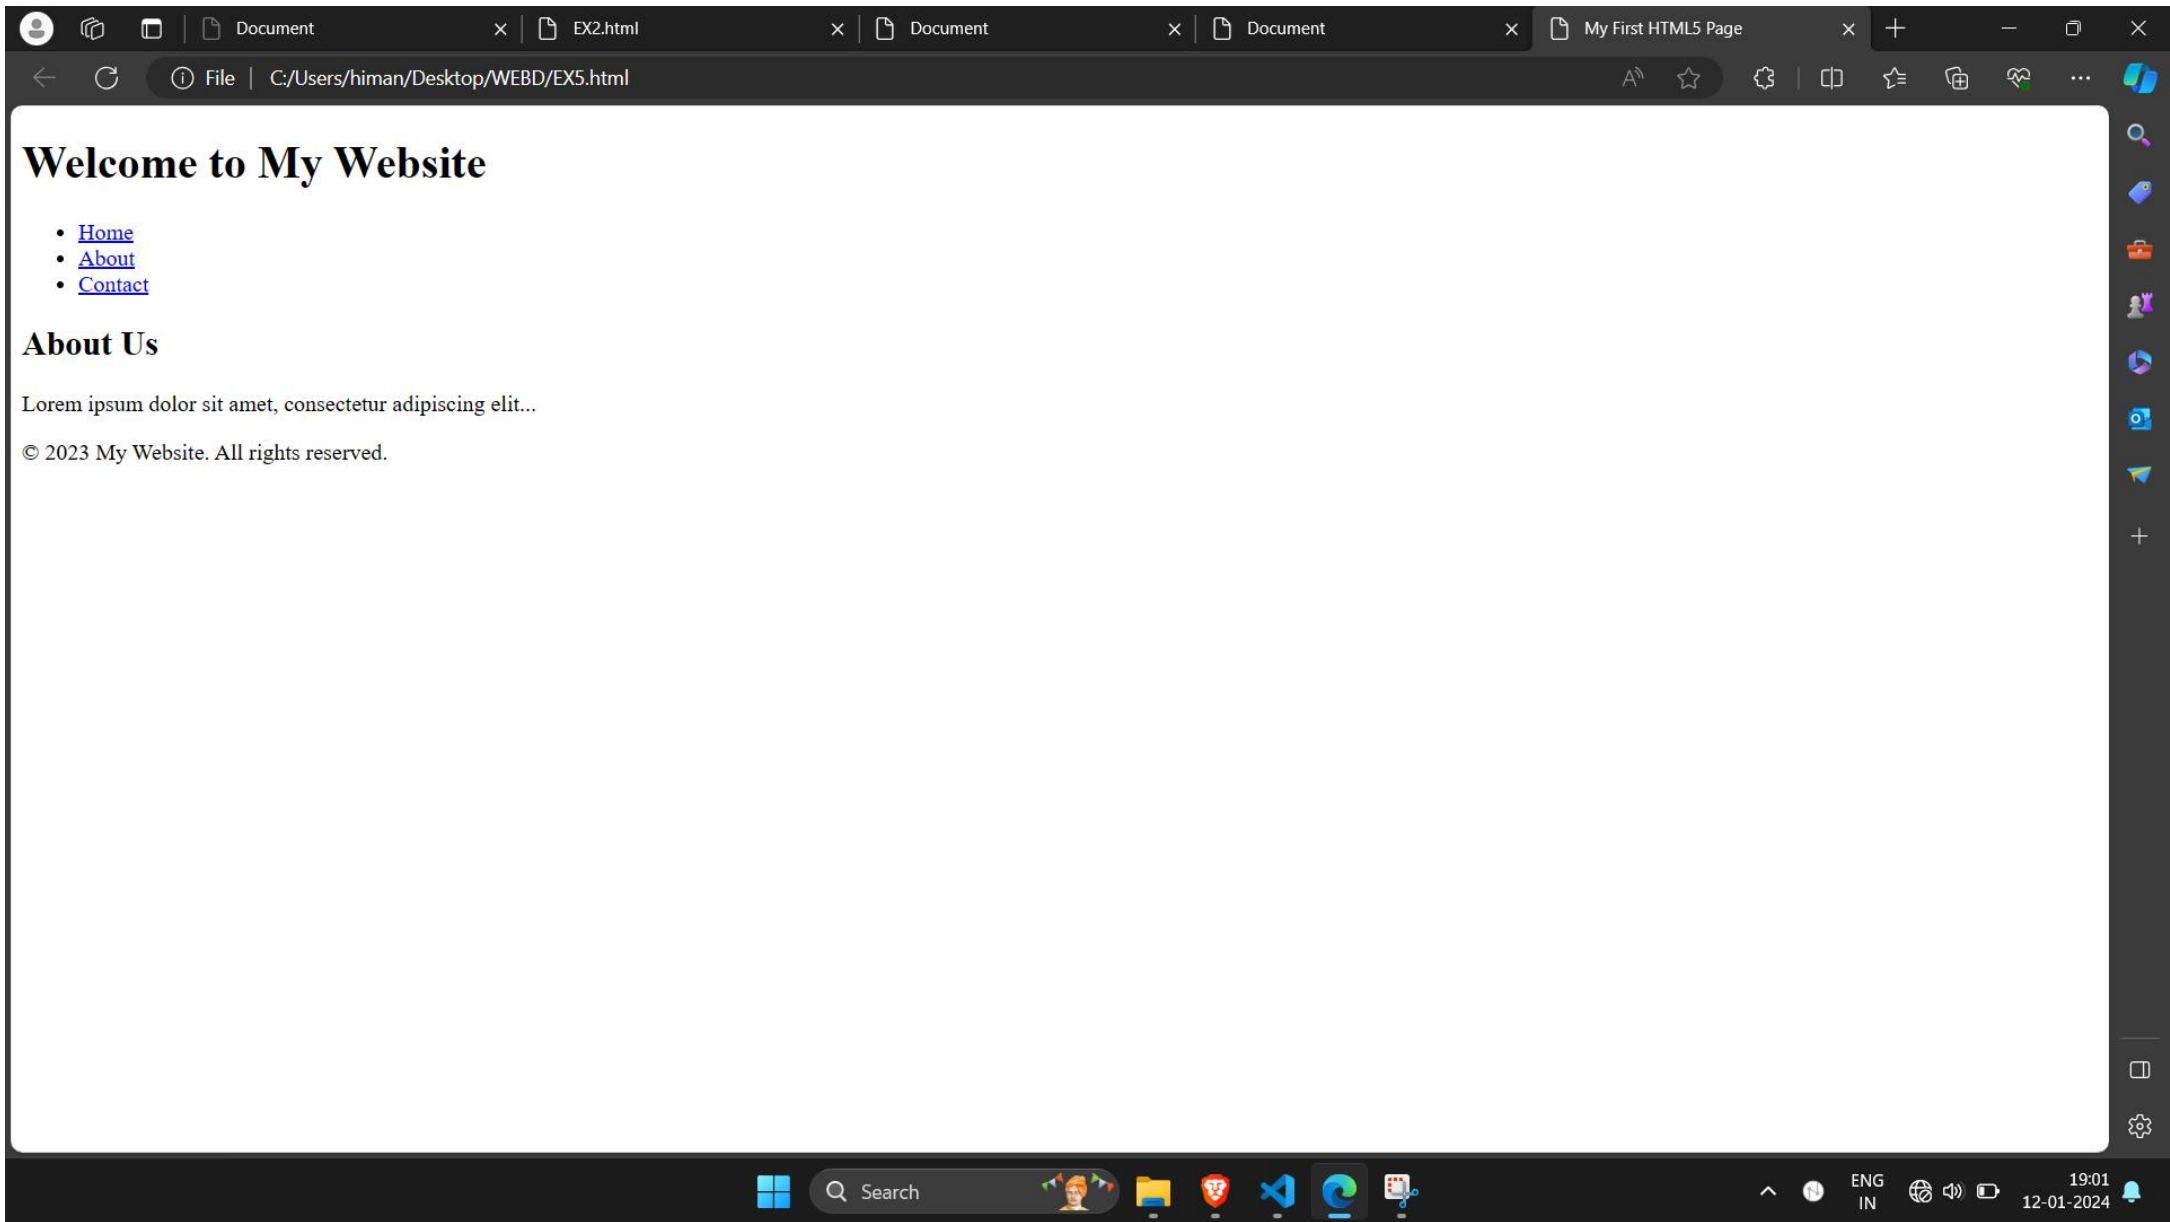 Document
EX2.html
Document
Document
My First HTML5 Page
File
C:/Users/himan/Desktop/WEBD/EX5.html
Welcome to My Website
Home
About
Contact
About Us
Lorem ipsum dolor sit amet, consectetur adipiscing elit...
© 2023 My Website. All rights reserved.
Search
ENG
IN
19:01
12-01-2024